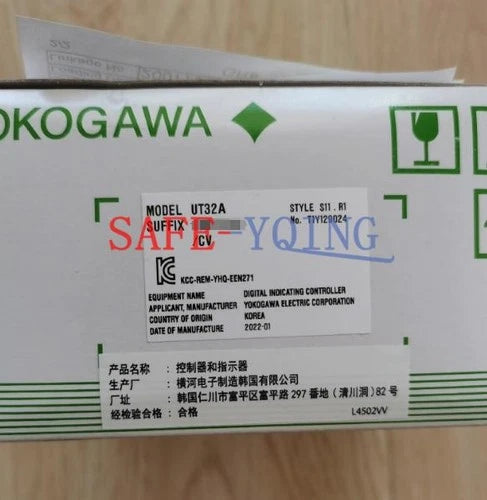 OKOGAWA
MODEL UT32A STYLE S11 . R1
SUFFIX No. T1Y129024
/CV
SAFE-YQING
KCC-REM-YHQ-EEN271
EQUIPMENT NAME DIGITAL INDICATING CONTROLLER
APPLICANT, MANUFACTURER YOKOGAWA ELECTRIC CORPORATION
COUNTRY OF ORIGIN KOREA
DATE OF MANUFACTURE 2022-01
产品名称： 控制器和指示器
生产厂： 横河电子制造韩国有限公司
厂址： 韩国仁川市富平区富平路 297 番地（清川洞）82 号
经检验合格： 合格
L4502VV